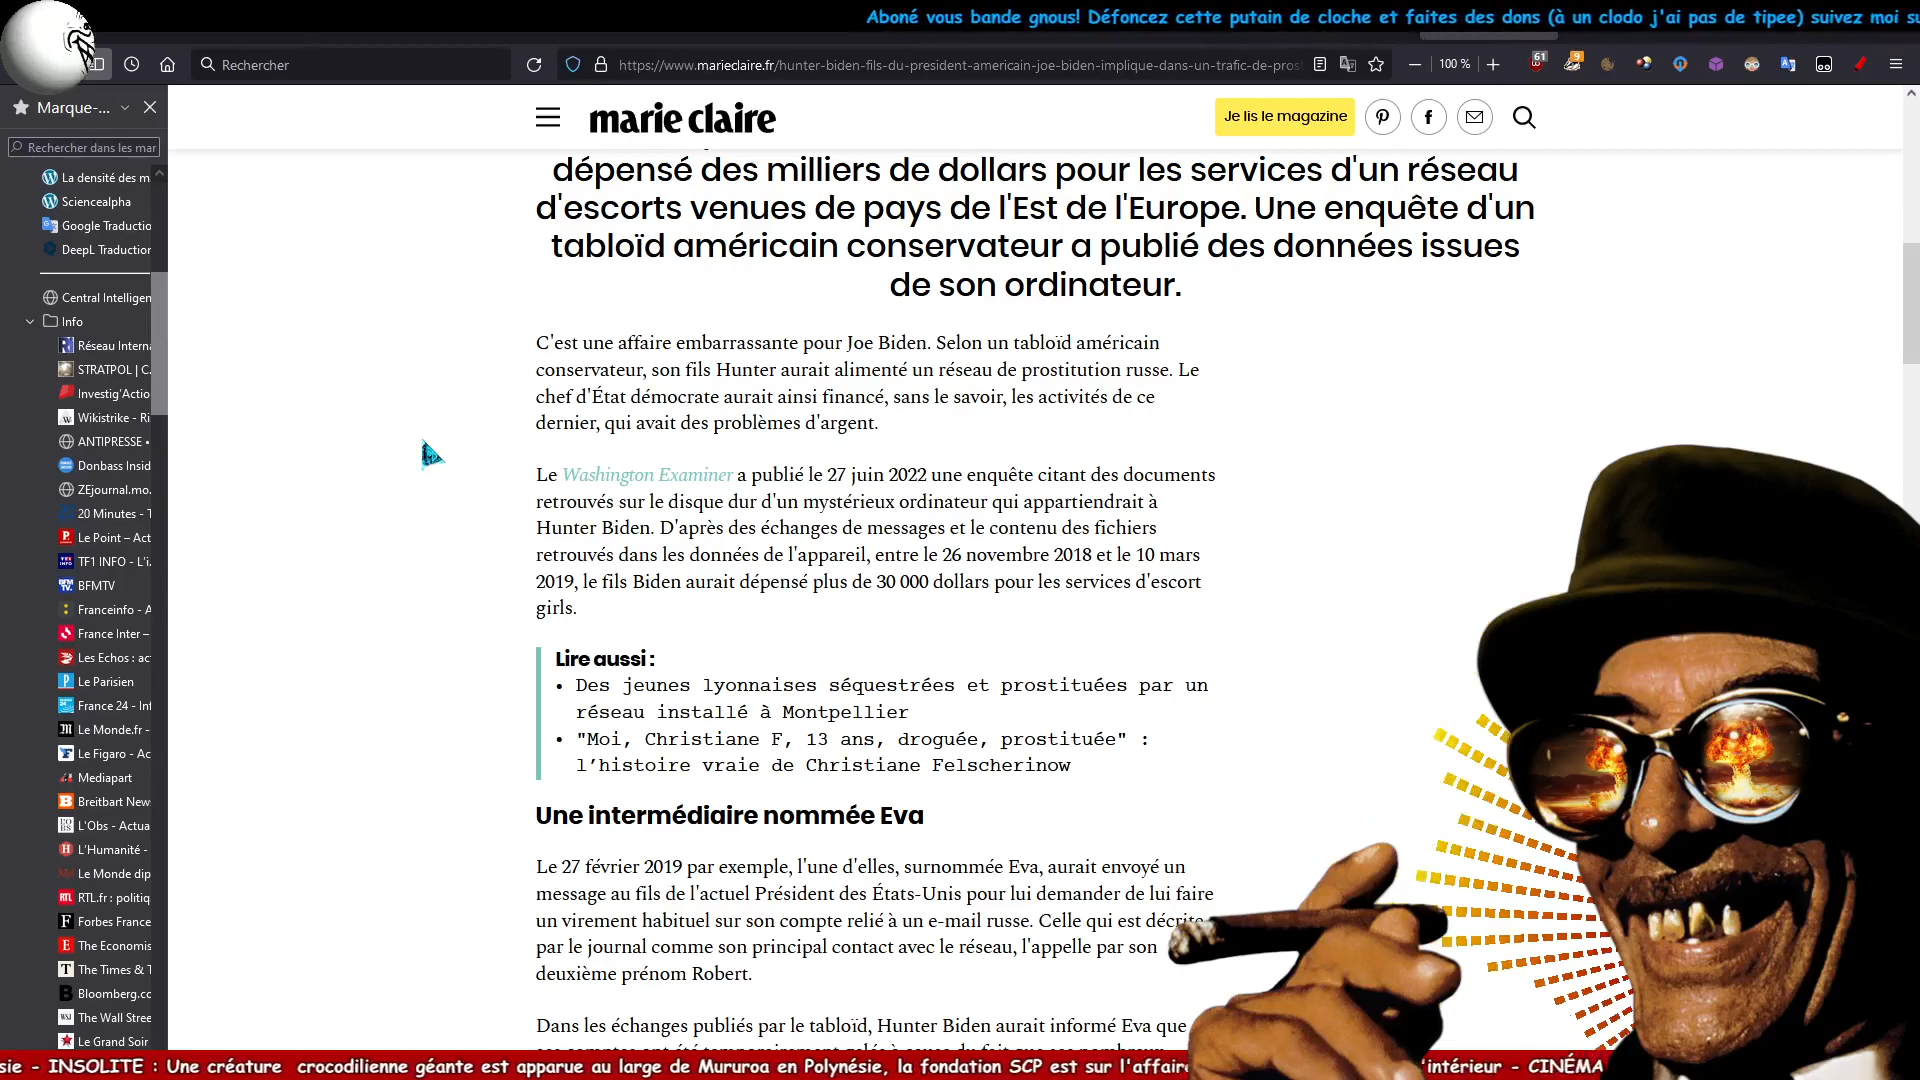 Aboné vous bande gnous! Défoncez cette putain de cloche et faites des dons (à un clodo j'ai pas de tipee) suivez moi su
Rechercher
https://www.marieclaire.fr/hunter-biden-fils-du-president-americain-joe-biden-implique-dans-un-trafic-de-prost
100 %
61
9
Marque-...
Rechercher dans les mar
La densité des m
Sciencealpha
Google Traductio
DeepL Traduction
Central Intelligen
Info
Réseau Interna
STRATPOL | C
Investig'Actio
Wikistrike - Ri
ANTIPRESSE •
Donbass Insid
ZEjournal.mo
20 Minutes - T
Le Point – Act
TF1 INFO - L'i
BFMTV
Franceinfo - A
France Inter –
Les Echos : ac
Le Parisien
France 24 - Inf
Le Monde.fr -
Le Figaro - Ac
Mediapart
Breitbart News
L'Obs - Actua
L'Humanité -
Le Monde dip
RTL.fr : politiq
Forbes France
The Economis
The Times & T
Bloomberg.co
The Wall Stree
Le Grand Soir
marie claire
Je lis le magazine
dépensé des milliers de dollars pour les services d'un réseau
d'escorts venues de pays de l'Est de l'Europe. Une enquête d'un
tabloïd américain conservateur a publié des données issues
de son ordinateur.
C'est une affaire embarrassante pour Joe Biden. Selon un tabloïd américain
conservateur, son fils Hunter aurait alimenté un réseau de prostitution russe. Le
chef d'État démocrate aurait ainsi financé, sans le savoir, les activités de ce
dernier, qui avait des problèmes d'argent.
Le Washington Examiner a publié le 27 juin 2022 une enquête citant des documents
retrouvés sur le disque dur d'un mystérieux ordinateur qui appartiendrait à
Hunter Biden. D'après des échanges de messages et le contenu des fichiers
retrouvés dans les données de l'appareil, entre le 26 novembre 2018 et le 10 mars
2019, le fils Biden aurait dépensé plus de 30 000 dollars pour les services d'escort
girls.
Lire aussi :
• Des jeunes lyonnaises séquestrées et prostituées par un
réseau installé à Montpellier
• "Moi, Christiane F, 13 ans, droguée, prostituée" :
l’histoire vraie de Christiane Felscherinow
Une intermédiaire nommée Eva
Le 27 février 2019 par exemple, l'une d'elles, surnommée Eva, aurait envoyé un
message au fils de l'actuel Président des États-Unis pour lui demander de lui faire
un virement habituel sur son compte relié à un e-mail russe. Celle qui est décrite
par le journal comme son principal contact avec le réseau, l'appelle par son
deuxième prénom Robert.
Dans les échanges publiés par le tabloïd, Hunter Biden aurait informé Eva que
sie - INSOLITE : Une créature crocodilienne géante est apparue au large de Mururoa en Polynésie, la fondation SCP est sur l'affaire 'intérieur - CINÉMA